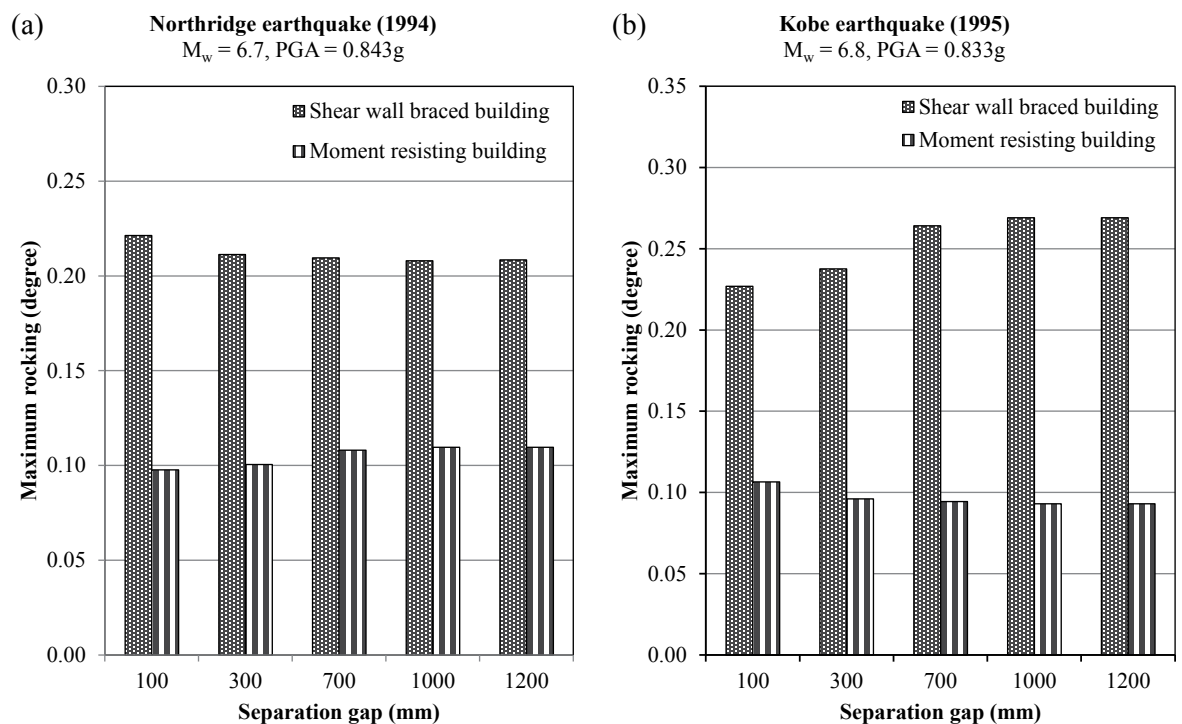 (a)
Northridge earthquake (1994)
Mw = 6.7, PGA = 0.843g
0.30
0.25
0.20
0.15
0.10
0.05
0.00
Maximum rocking (degree)
Shear wall braced building
Moment resisting building
100 300 700 1000 1200
Separation gap (mm)
(b)
Kobe earthquake (1995)
Mw = 6.8, PGA = 0.833g
0.35
0.30
0.25
0.20
0.15
0.10
0.05
0.00
Maximum rocking (degree)
Shear wall braced building
Moment resisting building
100 300 700 1000 1200
Separation gap (mm)